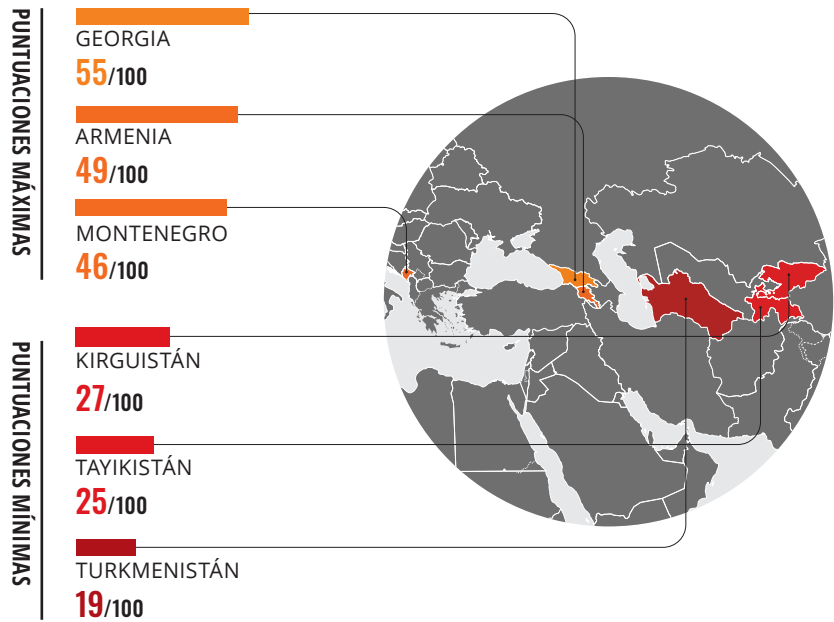 PUNTUACIONES MÁXIMAS
GEORGIA
55/100
ARMENIA
49/100
MONTENEGRO
46/100
PUNTUACIONES MÍNIMAS
KIRGUISTÁN
27/100
TAYIKISTÁN
25/100
TURKMENISTÁN
19/100